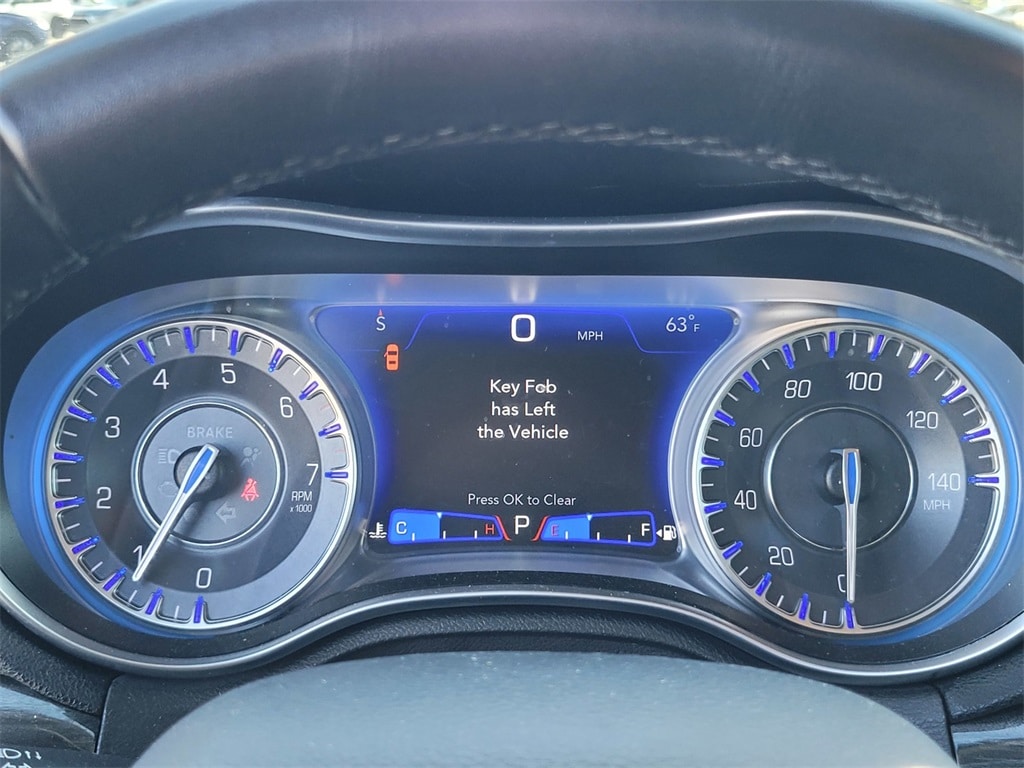 S
0
MPH
63°F
Key Fob
has Left
the Vehicle
Press OK to Clear
C
H
P
E
F
BRAKE
0
1
2
3
4
5
6
7
RPM
x1000
0
20
40
60
80
100
120
140
MPH